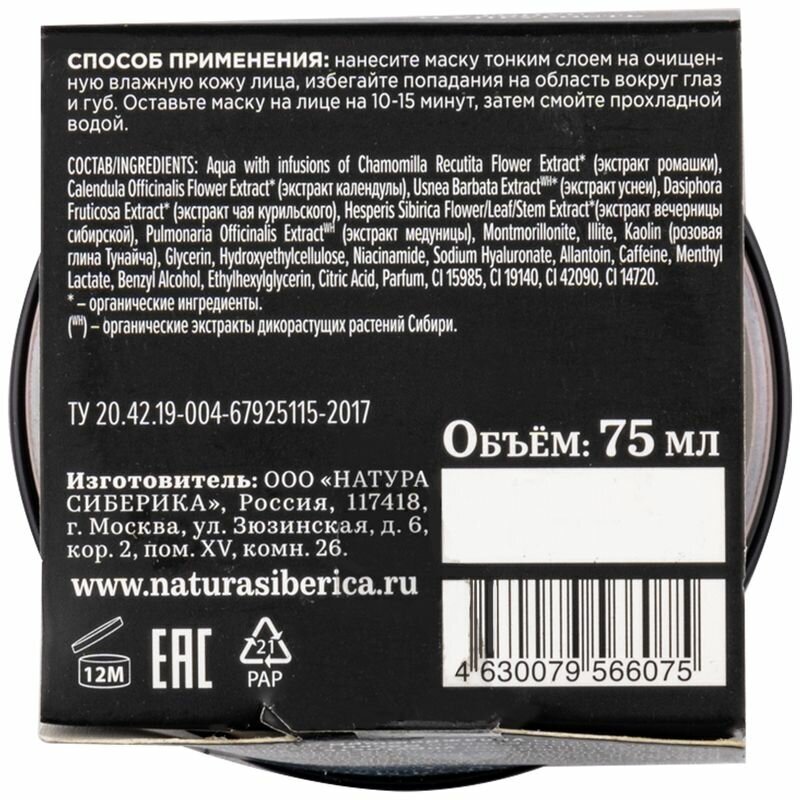 СПОСОБ ПРИМЕНЕНИЯ: нанесите маску тонким слоем на очищен-
ную влажную кожу лица, избегайте попадания на область вокруг глаз
и губ. Оставьте маску на лице на 10-15 минут, затем смойте прохладной
водой.
СОСТАВ/INGREDIENTS: Aqua with infusions of Chamomilla Recutita Flower Extract* (экстракт ромашки),
Calendula Officinalis Flower Extract* (экстракт календулы), Usnea Barbata Extract(WH)* (экстракт уснеи), Dasiphora
Fruticosa Extract* (экстракт чая курильского), Hesperis Sibirica Flower/Leaf/Stem Extract*(экстракт вечерницы
сибирской), Pulmonaria Officinalis Extract(WH) (экстракт медуницы), Montmorillonite, Illite, Kaolin (розовая
глина Тунайча), Glycerin, Hydroxyethylcellulose, Niacinamide, Sodium Hyaluronate, Allantoin, Caffeine, Menthyl
Lactate, Benzyl Alcohol, Ethylhexylglycerin, Citric Acid, Parfum, CI 15985, CI 19140, CI 42090, CI 14720.
* – органические ингредиенты.
(WH) – органические экстракты дикорастущих растений Сибири.
ТУ 20.42.19-004-67925115-2017
Объём: 75 мл
Изготовитель: ООО «НАТУРА
СИБЕРИКА», Россия, 117418,
г. Москва, ул. Зюзинская, д. 6,
кор. 2, пом. XV, комн. 26.
www.naturasiberica.ru
12M
EAC
21
PAP
4 630079 566075